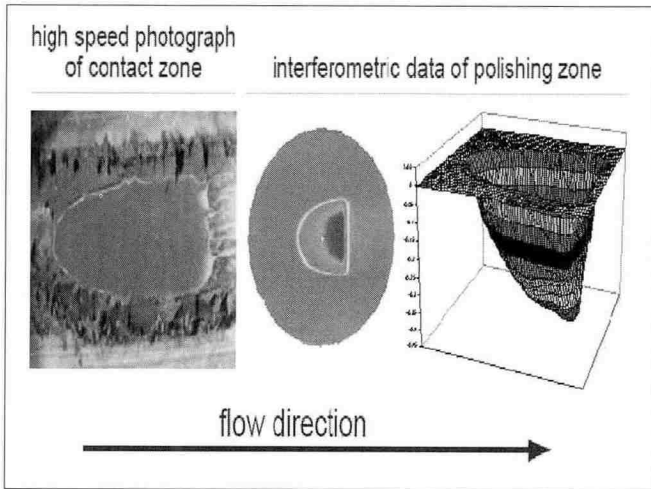 high speed photograph
of contact zone
interferometric data of polishing zone
flow direction